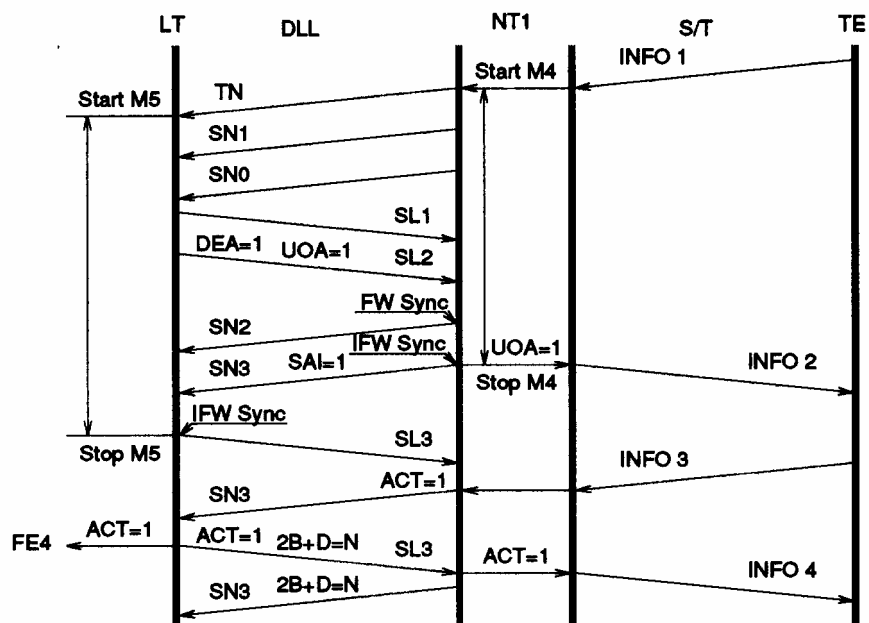 LT DLL NT1 S/T TE
INFO 1
Start M4
Start M5 TN
SN1
SN0
SL1
DEA=1 UOA=1 SL2
FW Sync
SN2
IFW Sync UOA=1
SN3 SAI=1 INFO 2
Stop M4
IFW Sync
Stop M5 SL3
INFO 3
SN3 ACT=1
FE4 ACT=1 ACT=1 2B+D=N SL3
ACT=1 INFO 4
SN3 2B+D=N